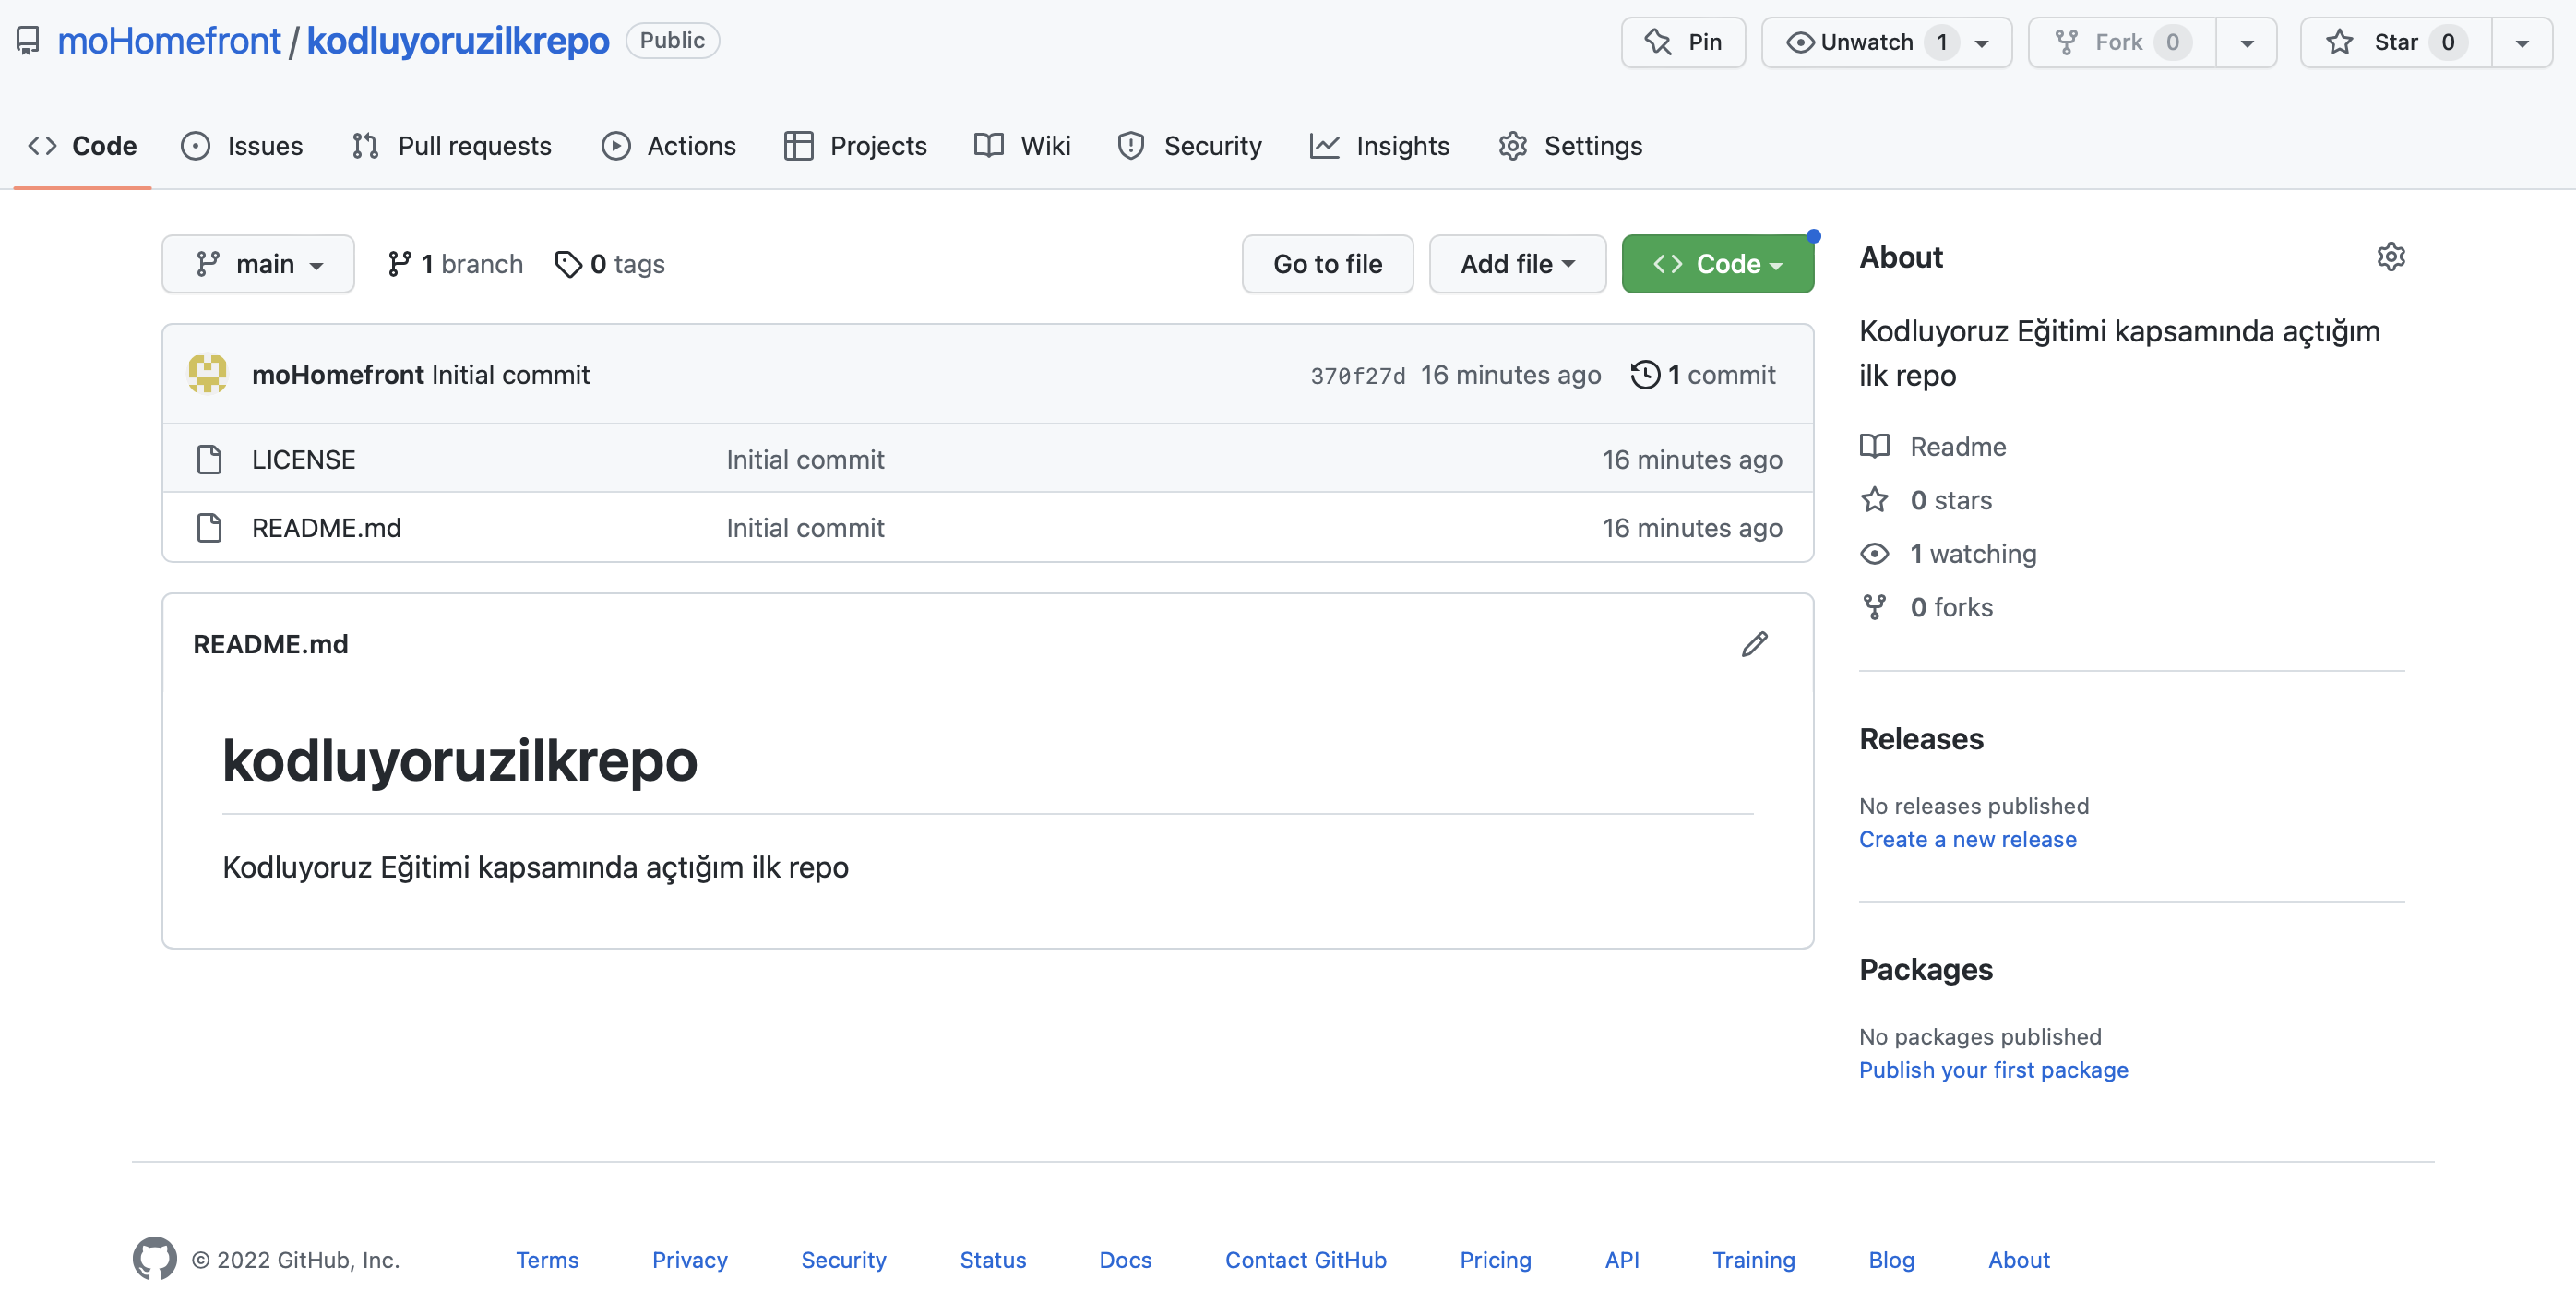 moHomefront / kodluyoruzilkrepo Public Pin Unwatch 1 Fork 0 Star 0
Code Issues Pull requests Actions Projects Wiki Security Insights Settings
main 1 branch 0 tags Go to file Add file Code
moHomefront Initial commit 370f27d 16 minutes ago 1 commit
LICENSE Initial commit 16 minutes ago
README.md Initial commit 16 minutes ago
README.md
kodluyoruzilkrepo
Kodluyoruz Eğitimi kapsamında açtığım ilk repo
About
Kodluyoruz Eğitimi kapsamında açtığım
ilk repo
Readme
0 stars
1 watching
0 forks
Releases
No releases published
Create a new release
Packages
No packages published
Publish your first package
© 2022 GitHub, Inc. Terms Privacy Security Status Docs Contact GitHub Pricing API Training Blog About